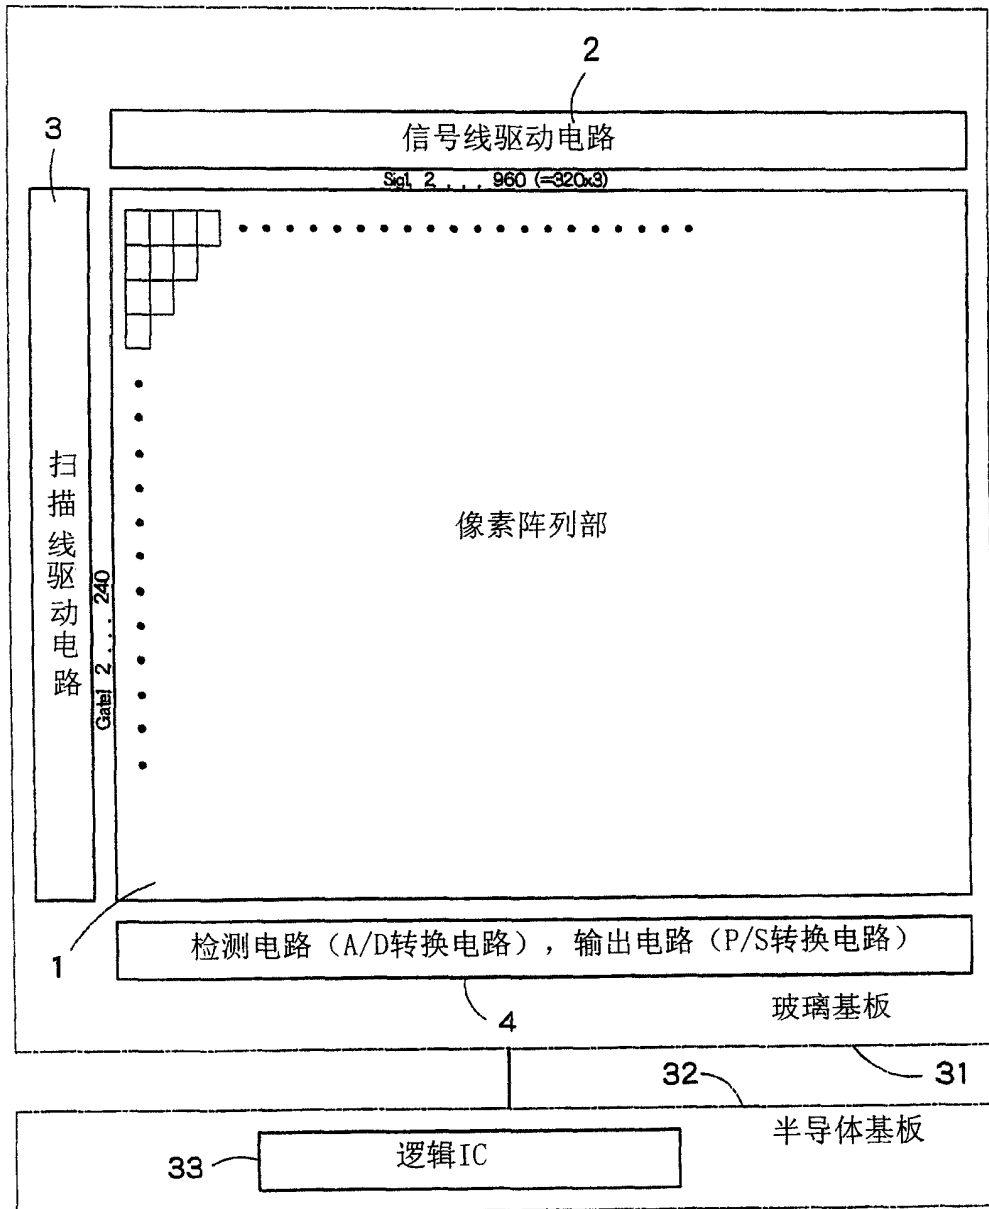 2
3
信号线驱动电路
Sig1, 2, . . . 960 (=320x3)
扫描线驱动电路
Gate1, 2 . . . . 240
像素阵列部
1
检测电路（A/D转换电路），输出电路（P/S转换电路）
4
玻璃基板
31
32
半导体基板
33
逻辑IC